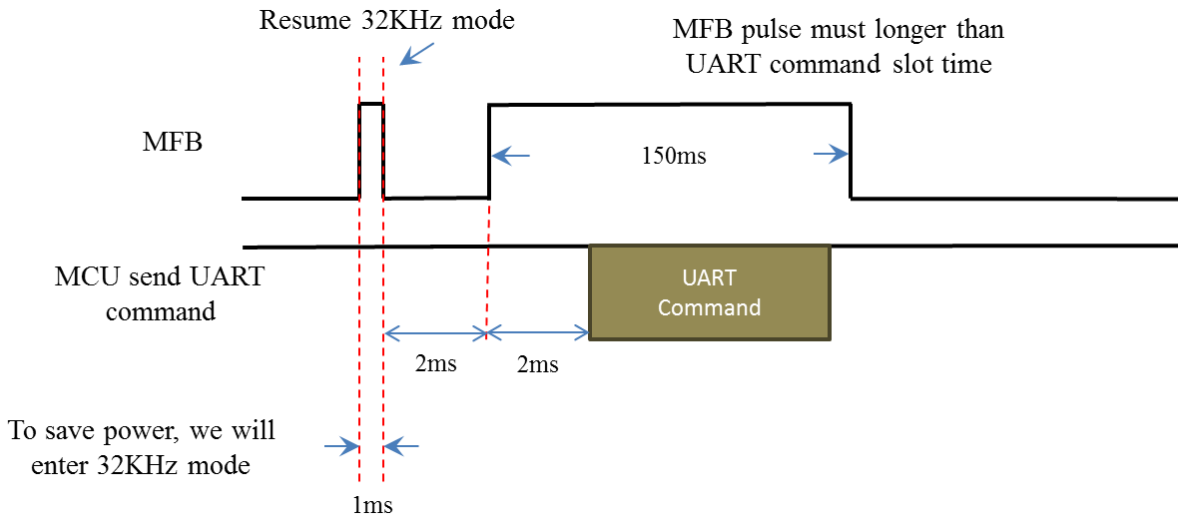 Resume 32KHz mode
MFB pulse must longer than
UART command slot time
MFB
150ms
MCU send UART
command
UART
Command
2ms
2ms
To save power, we will
enter 32KHz mode
1ms